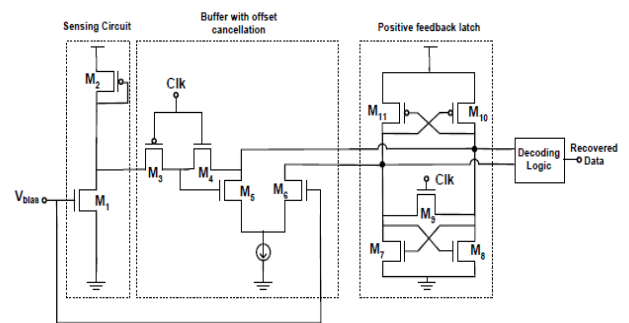 Sensing Circuit
Buffer with offset
cancellation
Positive feedback latch
M2
Clk
M11
M10
M3
M4
M5
M6
Vbias
M1
Clk
M9
M7
M8
Decoding
Logic
Recovered
Data